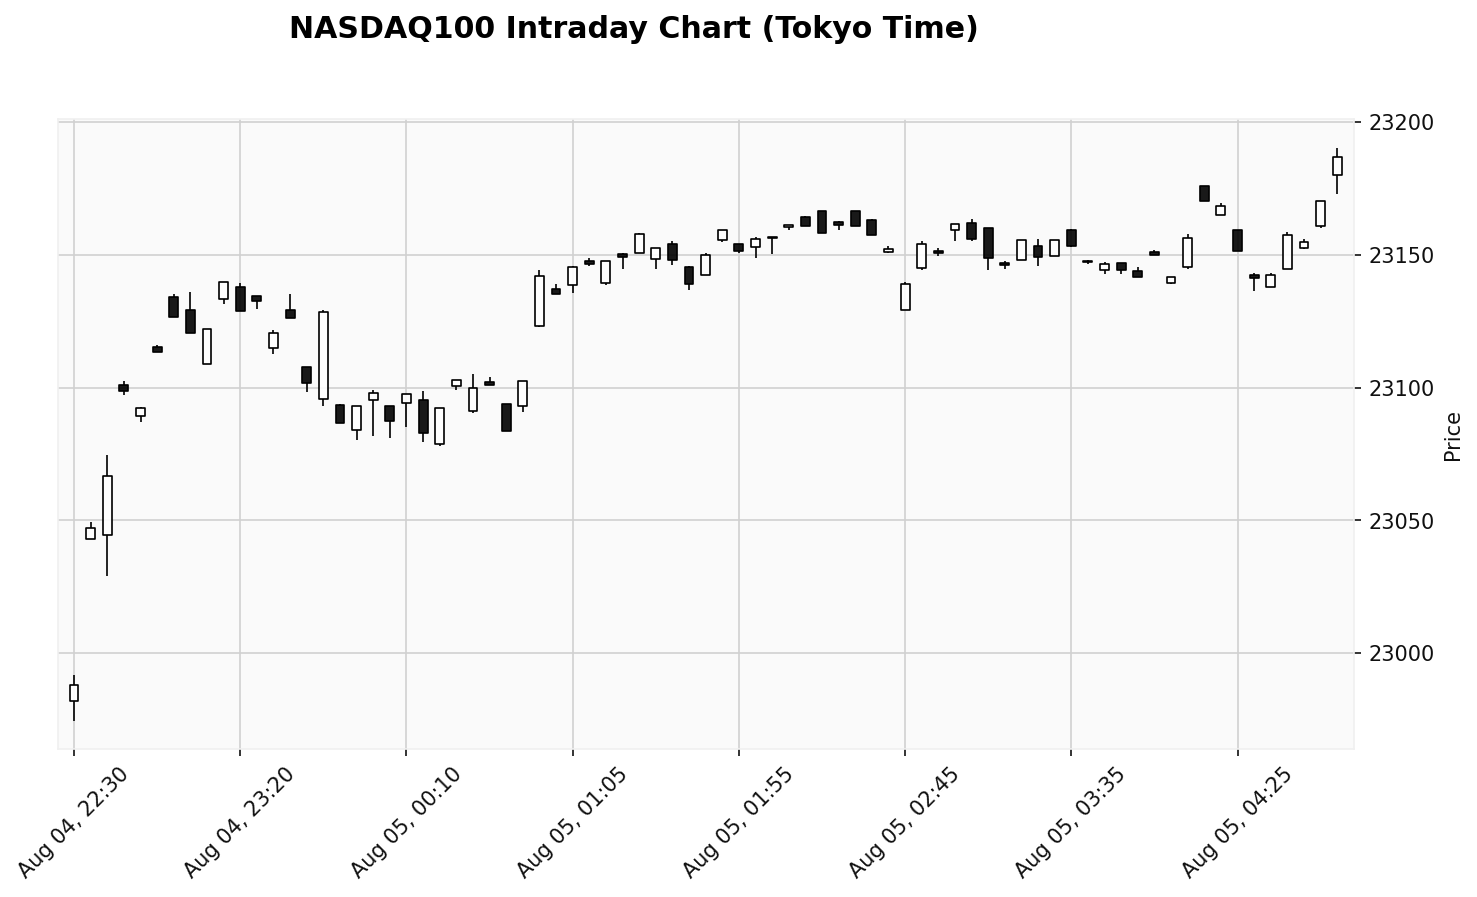 NASDAQ100 Intraday Chart (Tokyo Time)
23200
23150
23100
23050
23000
Price
Aug 04, 22:30
Aug 04, 23:20
Aug 05, 00:10
Aug 05, 01:05
Aug 05, 01:55
Aug 05, 02:45
Aug 05, 03:35
Aug 05, 04:25